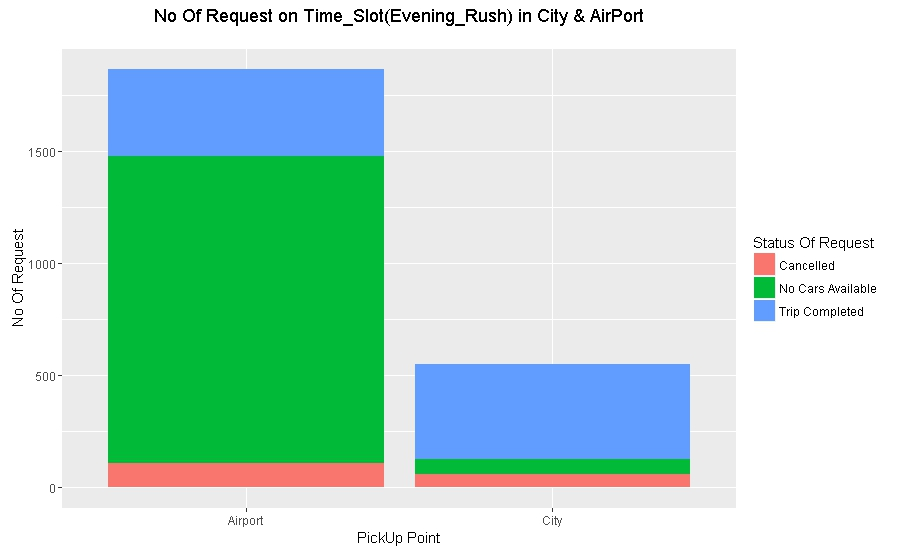 No Of Request on Time_Slot(Evening_Rush) in City & AirPort
1500
1000
500
0
No Of Request
Airport
City
PickUp Point
Status Of Request
Cancelled
No Cars Available
Trip Completed